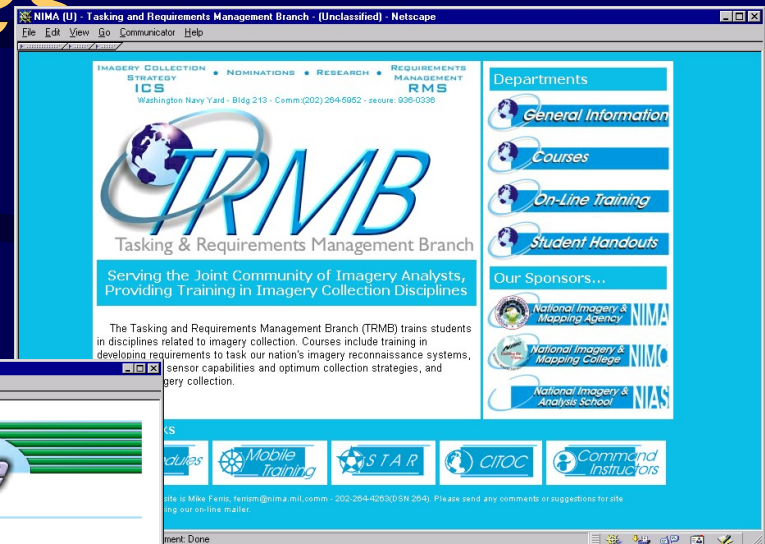 NIMA (U) - Tasking and Requirements Management Branch - (Unclassified) - Netscape
File Edit View Go Communicator Help
IMAGERY COLLECTION STRATEGY ICS • NOMINATIONS • RESEARCH • REQUIREMENTS MANAGEMENT RMS
Washington Navy Yard - Bldg 213 - Comm:(202) 264-5952 - secure: 936-0336
TRMB
Tasking & Requirements Management Branch
Serving the Joint Community of Imagery Analysts,
Providing Training in Imagery Collection Disciplines
The Tasking and Requirements Management Branch (TRMB) trains students
in disciplines related to imagery collection. Courses include training in
developing requirements to task our nation's imagery reconnaissance systems,
sensor capabilities and optimum collection strategies, and
gery collection.
Departments
General Information
Courses
On-Line Training
Student Handouts
Our Sponsors...
National Imagery & Mapping Agency NIMA
National Imagery & Mapping College NIMC
National Imagery & Analysis School NIAS
ks
dules
Mobile Training
STAR
CITOC
Command Instructors
site is Mike Ferris, ferrism@nima.mil,comm - 202-264-4263(DSN 264). Please send any comments or suggestions for site
ing our on-line mailer.
ment: Done